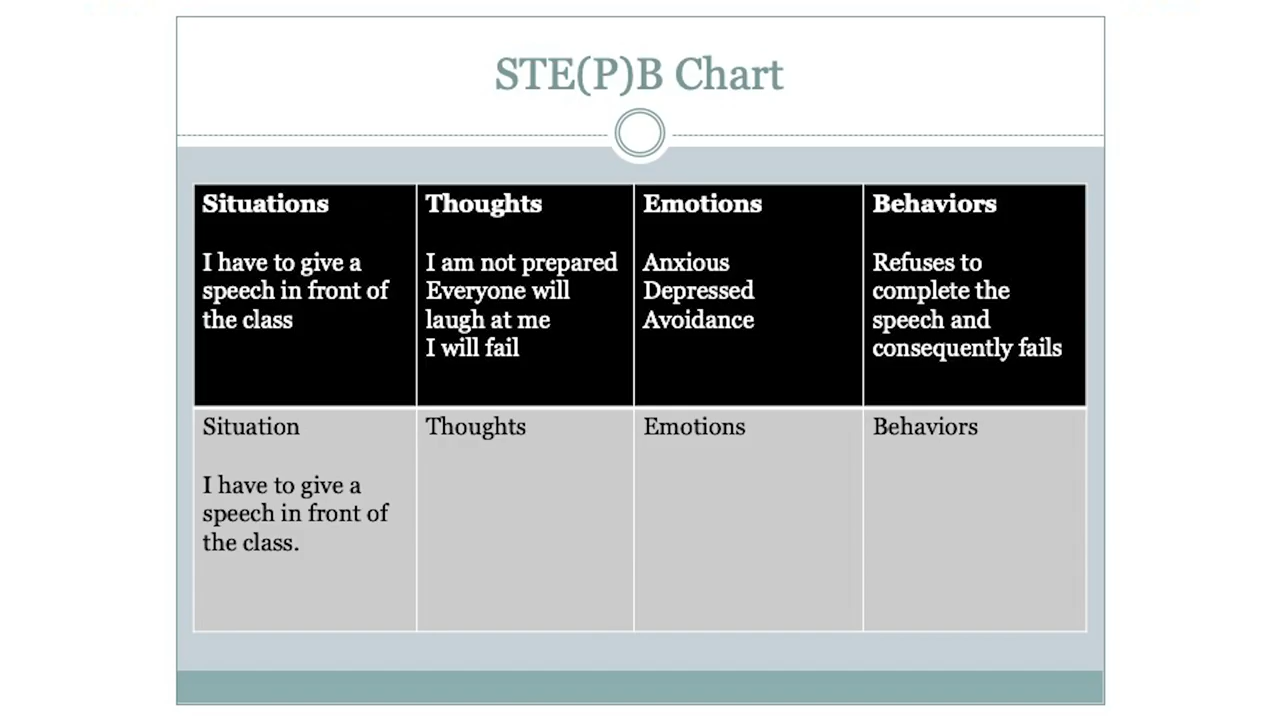 STE(P)B Chart
Situations
I have to give a
speech in front of
the class
Thoughts
I am not prepared
Everyone will
laugh at me
I will fail
Emotions
Anxious
Depressed
Avoidance
Behaviors
Refuses to
complete the
speech and
consequently fails
Situation
I have to give a
speech in front of
the class.
Thoughts
Emotions
Behaviors